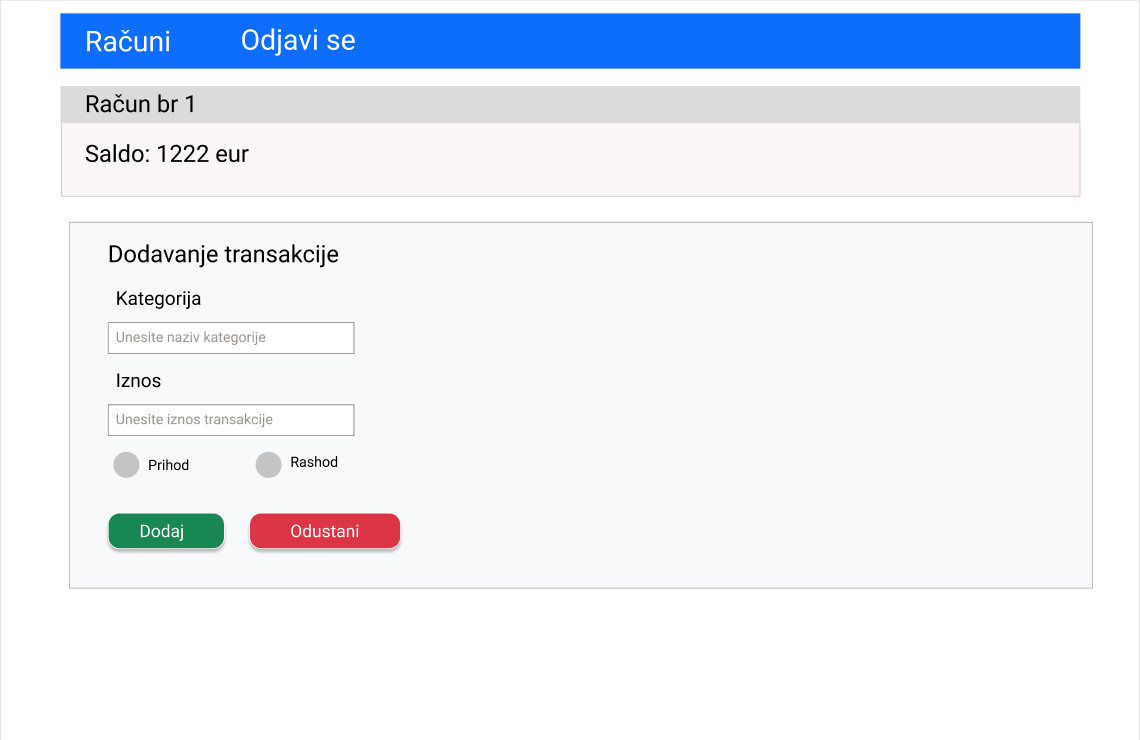 Računi Odjavi se
Račun br 1
Saldo: 1222 eur
Dodavanje transakcije
Kategorija
Unesite naziv kategorije
Iznos
Unesite iznos transakcije
Prihod Rashod
Dodaj Odustani